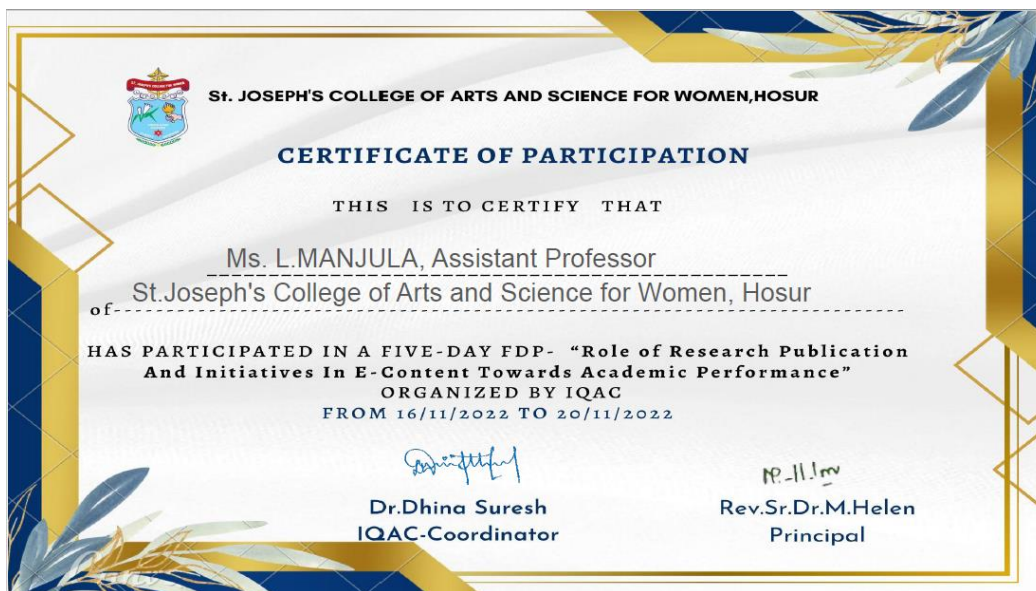 St. JOSEPH'S COLLEGE OF ARTS AND SCIENCE FOR WOMEN,HOSUR
CERTIFICATE OF PARTICIPATION
THIS IS TO CERTIFY THAT
Ms. L.MANJULA, Assistant Professor
of St.Joseph's College of Arts and Science for Women, Hosur
HAS PARTICIPATED IN A FIVE-DAY FDP- “Role of Research Publication
And Initiatives In E-Content Towards Academic Performance”
ORGANIZED BY IQAC
FROM 16/11/2022 TO 20/11/2022
Dr.Dhina Suresh
IQAC-Coordinator
Rev.Sr.Dr.M.Helen
Principal